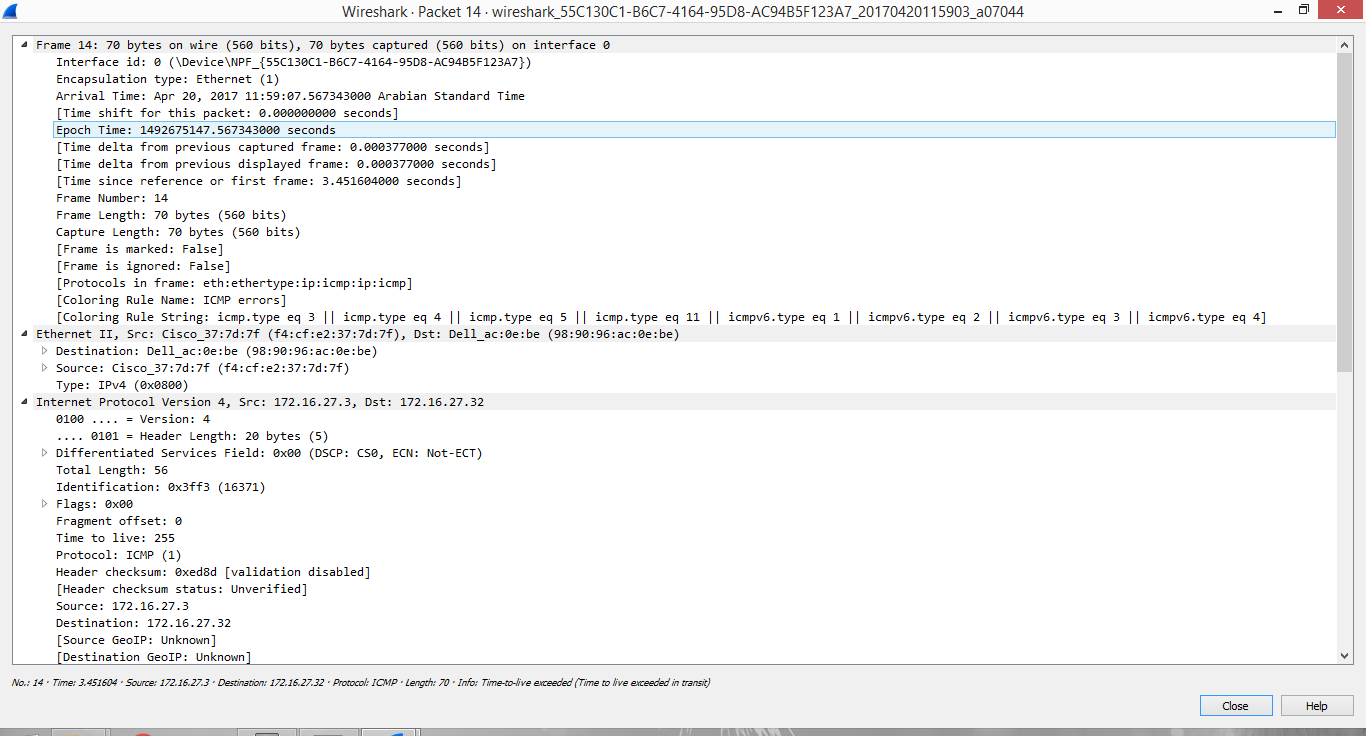 Wireshark · Packet 14 · wireshark_55C130C1-B6C7-4164-95D8-AC94B5F123A7_20170420115903_a07044
Frame 14: 70 bytes on wire (560 bits), 70 bytes captured (560 bits) on interface 0
Interface id: 0 (\Device\NPF_{55C130C1-B6C7-4164-95D8-AC94B5F123A7})
Encapsulation type: Ethernet (1)
Arrival Time: Apr 20, 2017 11:59:07.567343000 Arabian Standard Time
[Time shift for this packet: 0.000000000 seconds]
Epoch Time: 1492675147.567343000 seconds
[Time delta from previous captured frame: 0.000377000 seconds]
[Time delta from previous displayed frame: 0.000377000 seconds]
[Time since reference or first frame: 3.451604000 seconds]
Frame Number: 14
Frame Length: 70 bytes (560 bits)
Capture Length: 70 bytes (560 bits)
[Frame is marked: False]
[Frame is ignored: False]
[Protocols in frame: eth:ethertype:ip:icmp:ip:icmp]
[Coloring Rule Name: ICMP errors]
[Coloring Rule String: icmp.type eq 3 || icmp.type eq 4 || icmp.type eq 5 || icmp.type eq 11 || icmpv6.type eq 1 || icmpv6.type eq 2 || icmpv6.type eq 3 || icmpv6.type eq 4]
Ethernet II, Src: Cisco_37:7d:7f (f4:cf:e2:37:7d:7f), Dst: Dell_ac:0e:be (98:90:96:ac:0e:be)
Destination: Dell_ac:0e:be (98:90:96:ac:0e:be)
Source: Cisco_37:7d:7f (f4:cf:e2:37:7d:7f)
Type: IPv4 (0x0800)
Internet Protocol Version 4, Src: 172.16.27.3, Dst: 172.16.27.32
0100 .... = Version: 4
.... 0101 = Header Length: 20 bytes (5)
Differentiated Services Field: 0x00 (DSCP: CS0, ECN: Not-ECT)
Total Length: 56
Identification: 0x3ff3 (16371)
Flags: 0x00
Fragment offset: 0
Time to live: 255
Protocol: ICMP (1)
Header checksum: 0xed8d [validation disabled]
[Header checksum status: Unverified]
Source: 172.16.27.3
Destination: 172.16.27.32
[Source GeoIP: Unknown]
[Destination GeoIP: Unknown]
No.: 14 · Time: 3.451604 · Source: 172.16.27.3 · Destination: 172.16.27.32 · Protocol: ICMP · Length: 70 · Info: Time-to-live exceeded (Time to live exceeded in transit)
Close Help